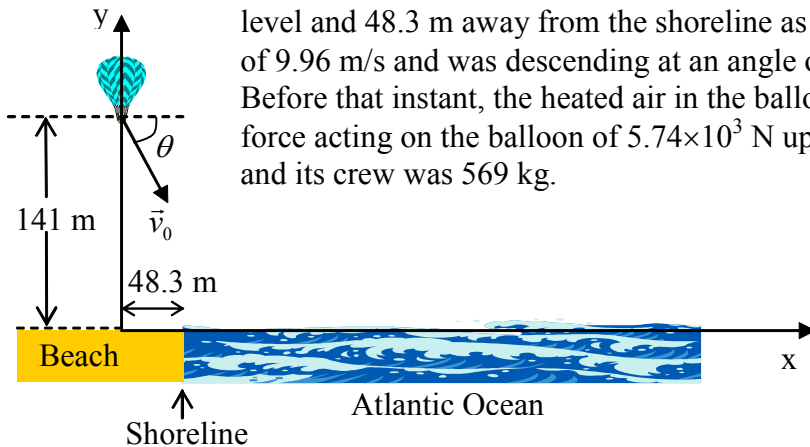 y
level and 48.3 m away from the shoreline as
of 9.96 m/s and was descending at an angle o
Before that instant, the heated air in the ballo
force acting on the balloon of 5.74×10³ N up
and its crew was 569 kg.
θ
v⃗₀
141 m
48.3 m
Beach
x
Atlantic Ocean
Shoreline